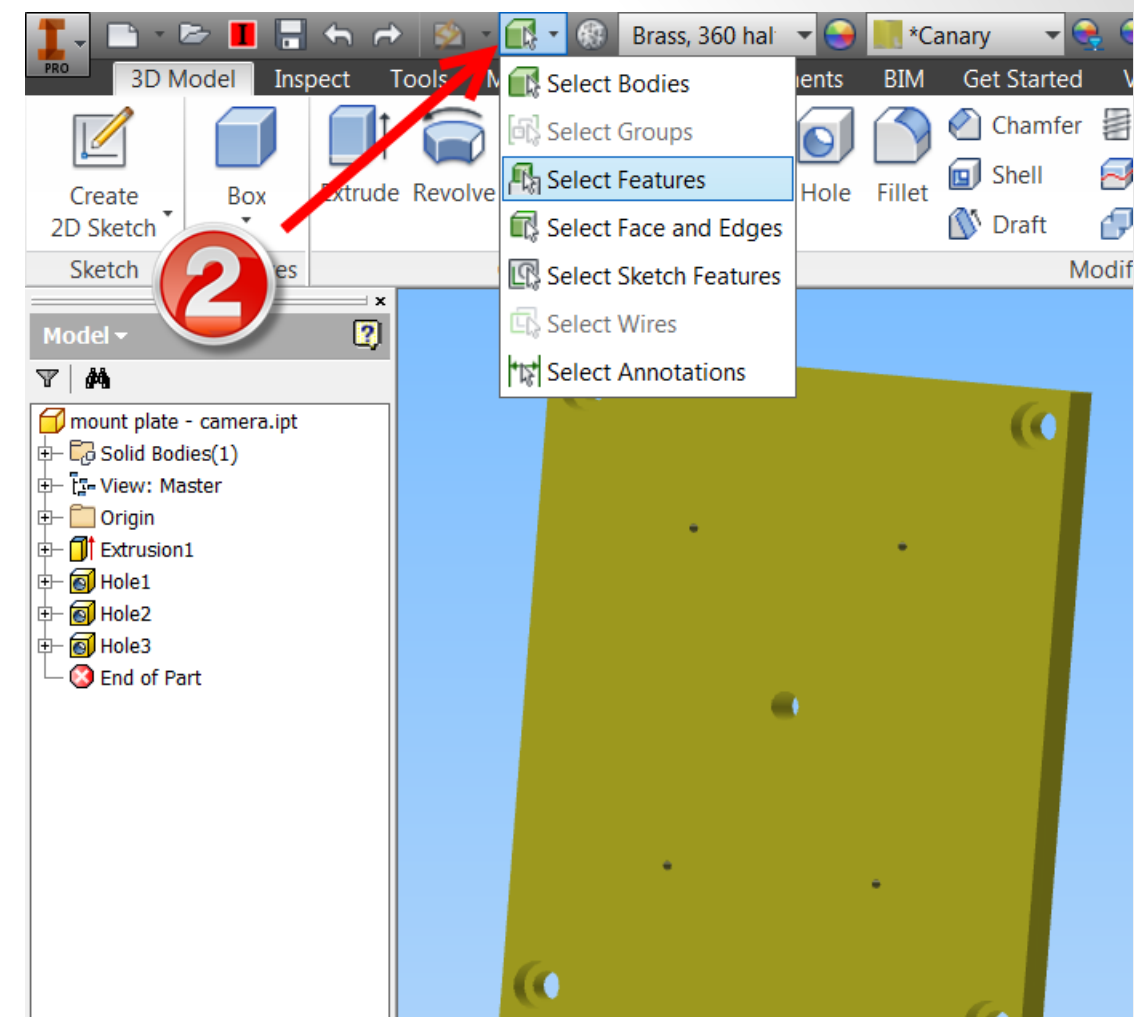 PRO
Brass, 360 hal
*Canary
3D Model
Inspect
Tools
BIM
Get Started
Select Bodies
Select Groups
Select Features
Select Face and Edges
Select Sketch Features
Select Wires
Select Annotations
Create
2D Sketch
Box
Extrude
Revolve
Hole
Fillet
Chamfer
Shell
Draft
Sketch
Modif
2
Model
mount plate - camera.ipt
Solid Bodies(1)
View: Master
Origin
Extrusion1
Hole1
Hole2
Hole3
End of Part